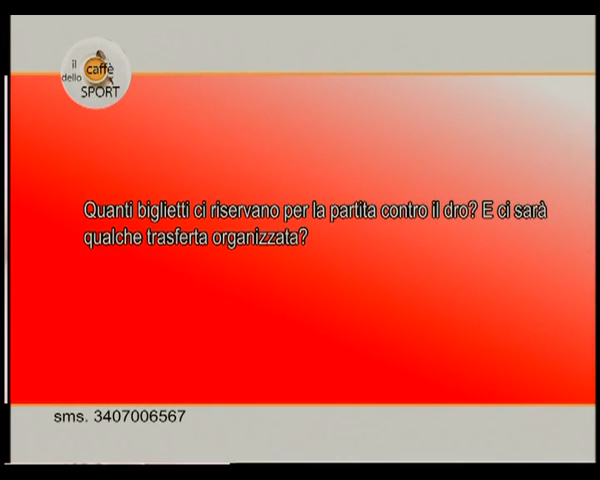 il
dello caffè
SPORT
Quanti biglietti ci riservano per la partita contro il dro? E ci sarà
qualche trasferta organizzata?
sms. 3407006567